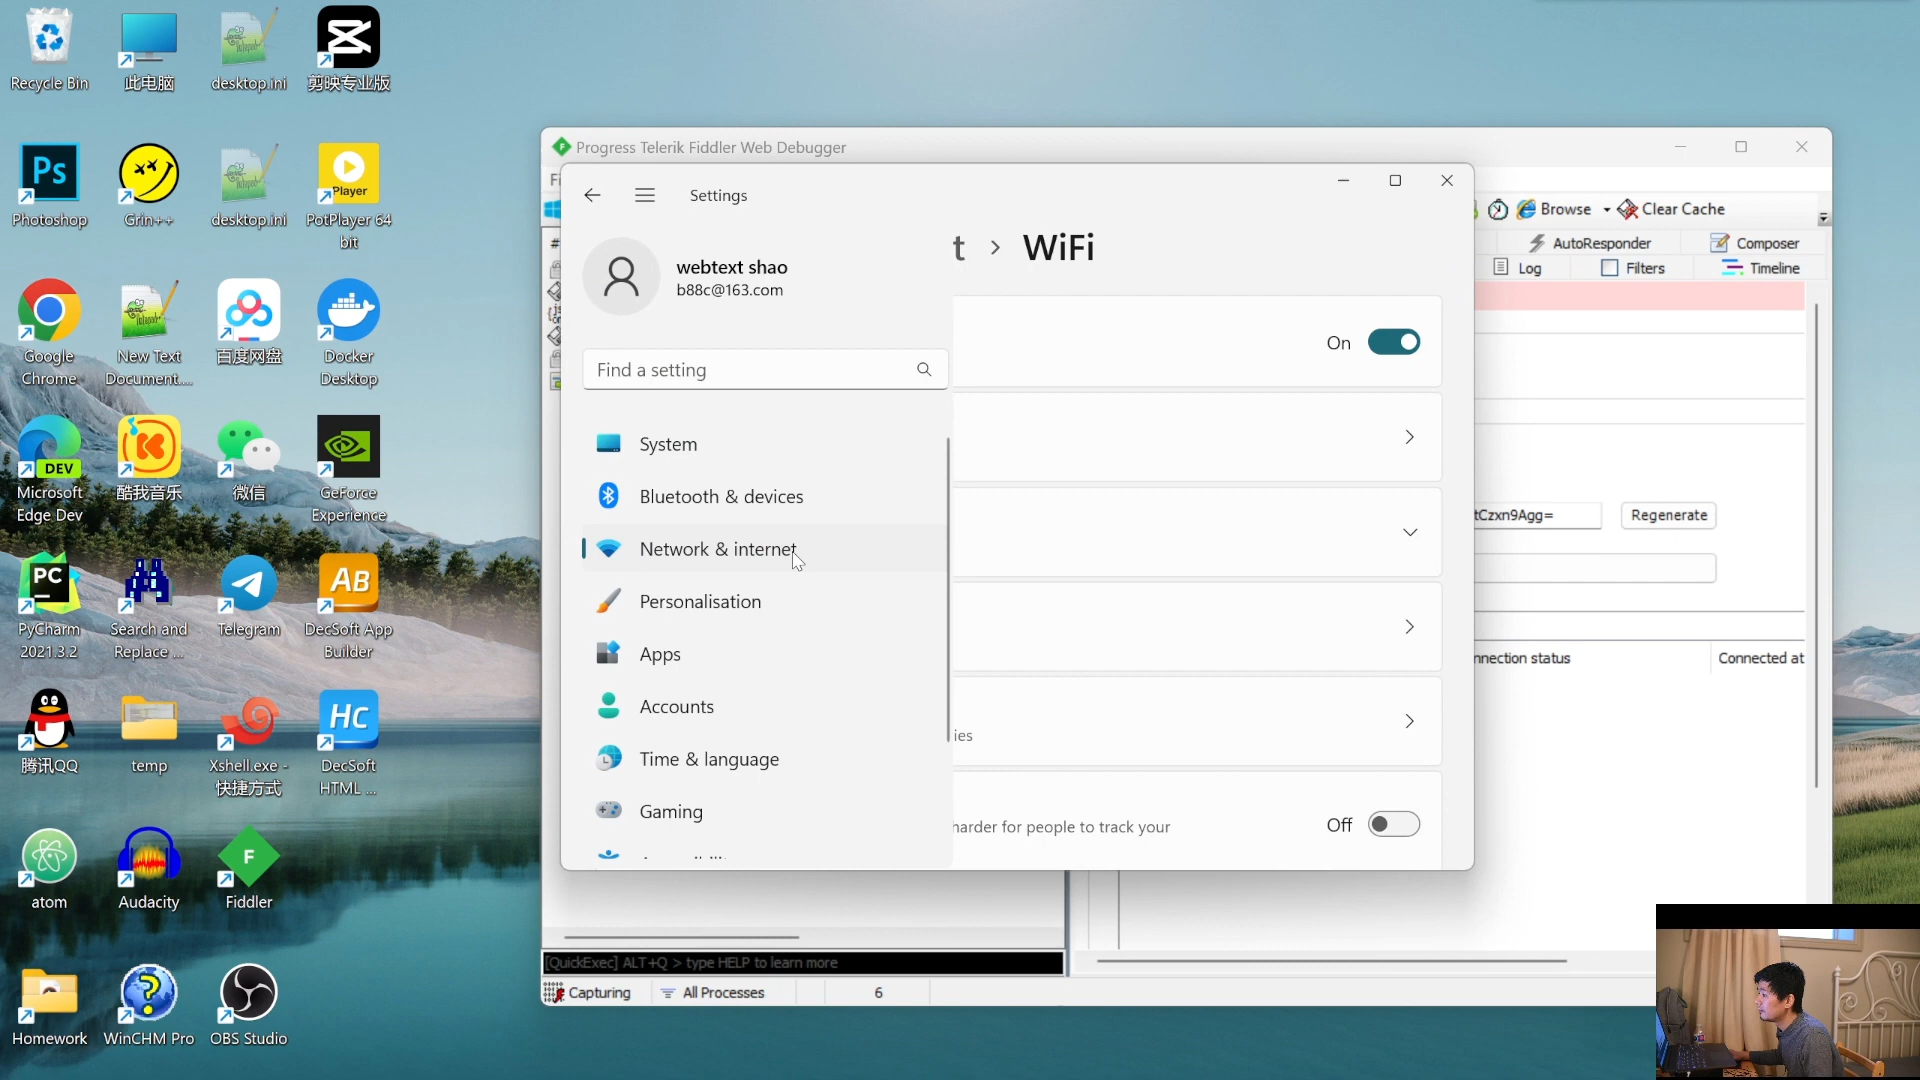 Recycle Bin
此电脑
desktop.ini
剪映专业版
Ps
Photoshop
Grin++
desktop.ini
Player
PotPlayer 64
bit
Google
Chrome
New Text
Document....
百度网盘
Docker
Desktop
DEV
Microsoft
Edge Dev
酷我音乐
微信
GeForce
Experience
PC
PyCharm
2021.3.2
Search and
Replace ...
Telegram
AB
DecSoft App
Builder
腾讯QQ
temp
Xshell.exe -
快捷方式
HC
DecSoft
HTML ...
atom
Audacity
F
Fiddler
Homework
WinCHM Pro
OBS Studio
Progress Telerik Fiddler Web Debugger
Fi
Browse
Clear Cache
AutoResponder
Composer
Log
Filters
Timeline
#
tCzxn9Agg=
Regenerate
nnection status
Connected at
[QuickExec] ALT+Q > type HELP to learn more
Capturing
All Processes
6
Settings
webtext shao
b88c@163.com
Find a setting
System
Bluetooth & devices
Network & internet
Personalisation
Apps
Accounts
Time & language
Gaming
t > WiFi
On
ies
harder for people to track your
Off